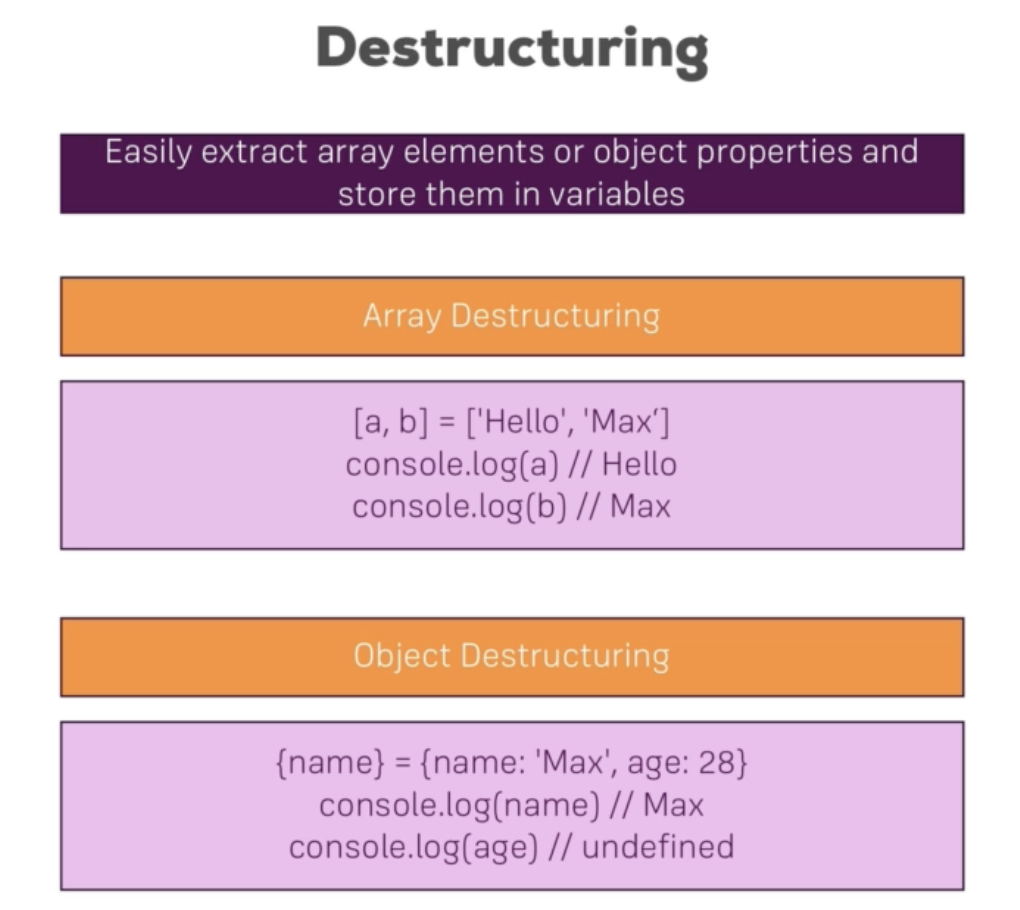 Destructuring
Easily extract array elements or object properties and
store them in variables
Array Destructuring
[a, b] = ['Hello', 'Max‘]
console.log(a) // Hello
console.log(b) // Max
Object Destructuring
{name} = {name: 'Max', age: 28}
console.log(name) // Max
console.log(age) // undefined